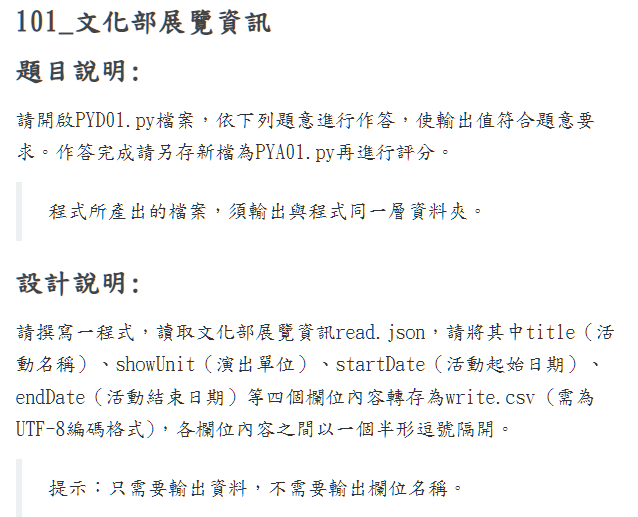 101_文化部展覽資訊
題目說明:
請開啟PYD01.py檔案，依下列題意進行作答，使輸出值符合題意要
求。作答完成請另存新檔為PYA01.py再進行評分。
程式所產出的檔案，須輸出與程式同一層資料夾。
設計說明:
請撰寫一程式，讀取文化部展覽資訊read.json，請將其中title（活
動名稱）、showUnit（演出單位）、startDate（活動起始日期）、
endDate（活動結束日期）等四個欄位內容轉存為write.csv (需為
UTF-8編碼格式)，各欄位內容之間以一個半形逗號隔開。
提示：只需要輸出資料，不需要輸出欄位名稱。